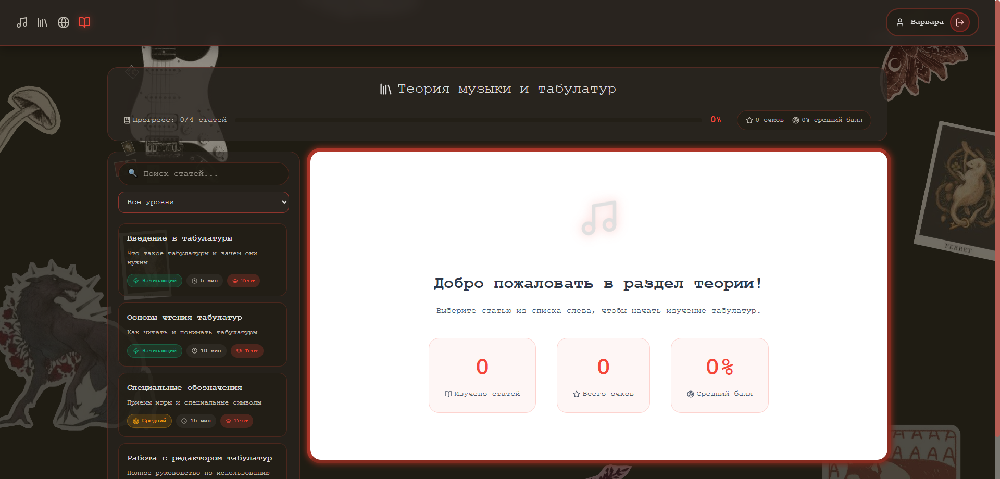 Варвара
Теория музыки и табулатур
Прогресс: 0/4 статей
0%
0 очков
0% средний балл
Поиск статей...
Все уровни
Введение в табулатуры
Что такое табулатуры и зачем они
нужны
Начинающий
5 мин
Тест
Основы чтения табулатур
Как читать и понимать табулатуры
Начинающий
10 мин
Тест
Специальные обозначения
Приемы игры и специальные символы
Средний
15 мин
Тест
Работа с редактором табулатур
Полное руководство по использованию
Добро пожаловать в раздел теории!
Выберите статью из списка слева, чтобы начать изучение табулатур.
0
Изучено статей
0
Всего очков
0%
Средний балл
FERRET